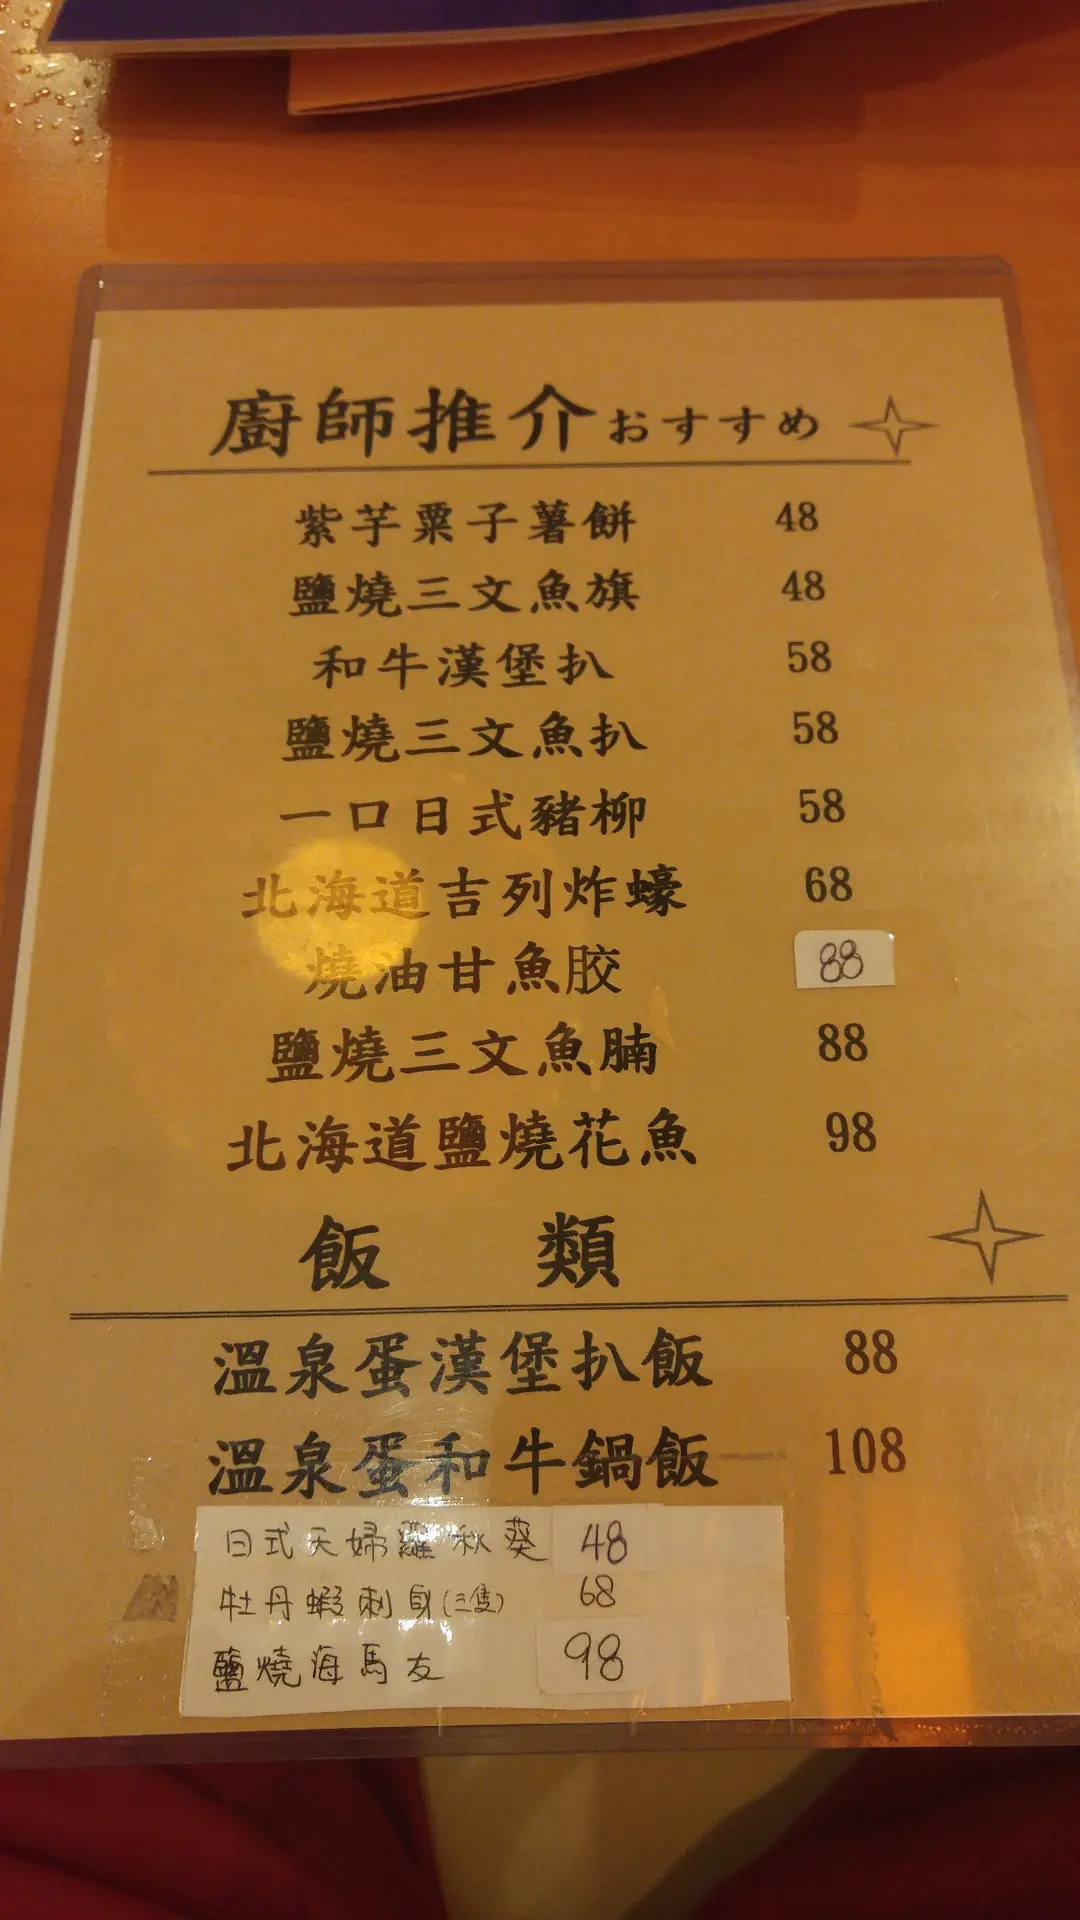 廚師推介おすすめ
紫芋粟子薯餅 48
鹽燒三文魚旗 48
和牛漢堡扒 58
鹽燒三文魚扒 58
一口日式豬柳 58
北海道吉列炸蠔 68
燒油甘魚胶 88
鹽燒三文魚腩 88
北海道鹽燒花魚 98
飯 類
溫泉蛋漢堡扒飯 88
溫泉蛋和牛鍋飯 108
日式天婦羅秋葵 48
牡丹蝦刺身(三隻) 68
鹽燒海馬友 98